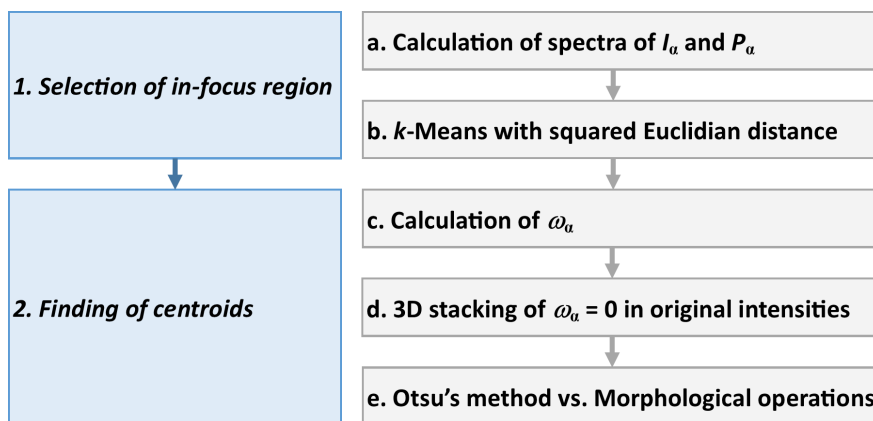 1. Selection of in-focus region
2. Finding of centroids
a. Calculation of spectra of Iα and Pα
b. k-Means with squared Euclidian distance
c. Calculation of ωα
d. 3D stacking of ωα = 0 in original intensities
e. Otsu's method vs. Morphological operations